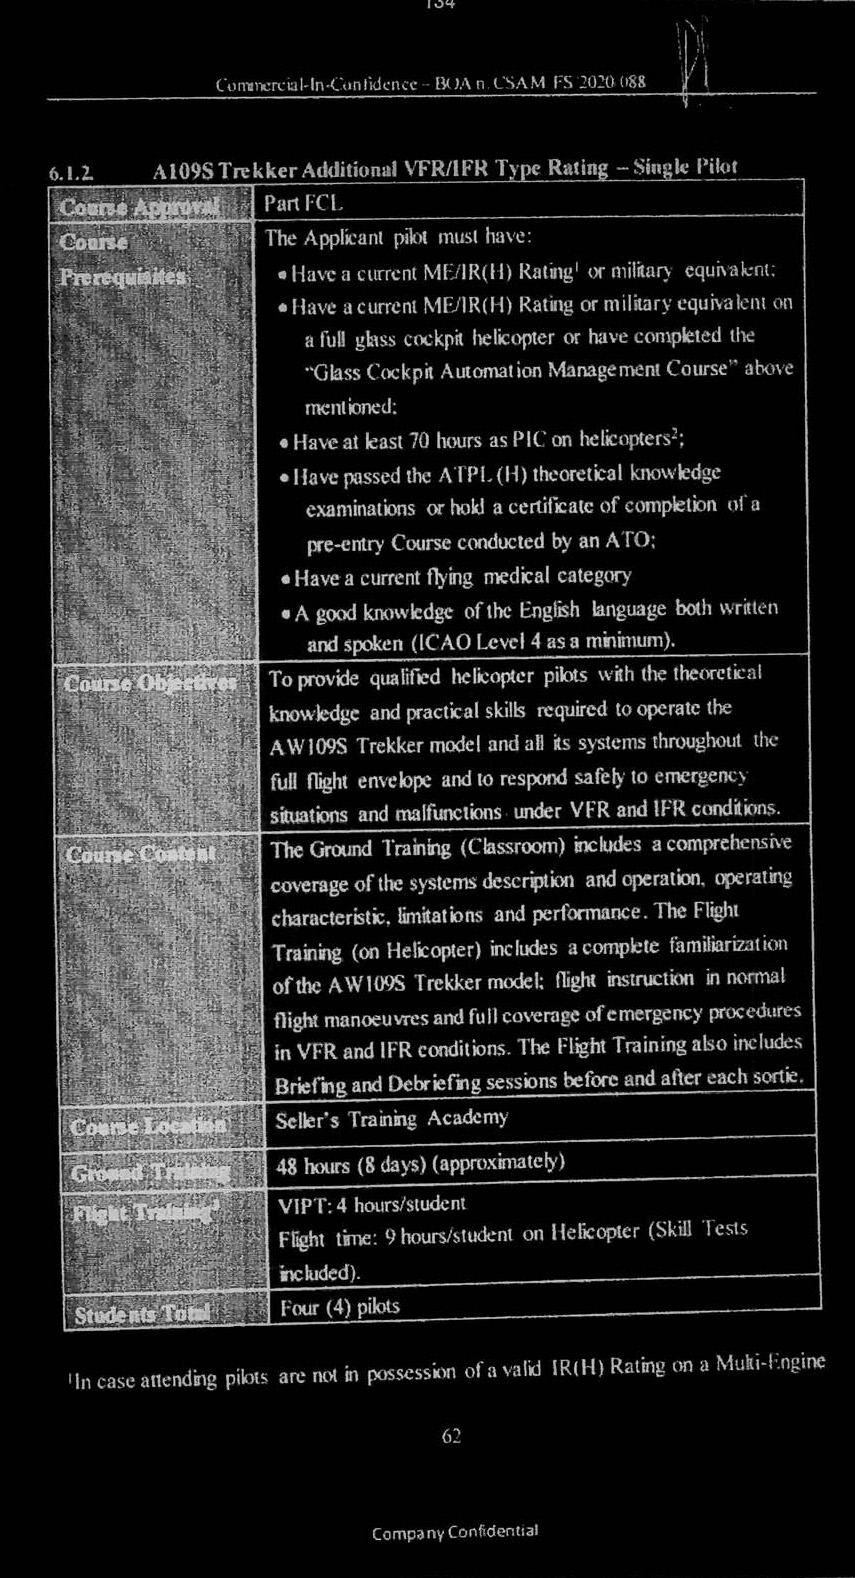 134
Commercial-In-Confidence – BOA n. CSAM FS 2020 088
6.1.2. A109S Trekker Additional VFR/IFR Type Rating – Single Pilot
Course Approval Part FCL
Course Prerequisites The Applicant pilot must have:
• Have a current ME/IR(H) Rating¹ or military equivalent;
• Have a current ME/IR(H) Rating or military equivalent on
a full glass cockpit helicopter or have completed the
“Glass Cockpit Automation Management Course” above
mentioned;
• Have at least 70 hours as PIC on helicopters²;
• Have passed the ATPL (H) theoretical knowledge
examinations or hold a certificate of completion of a
pre-entry Course conducted by an ATO;
• Have a current flying medical category
• A good knowledge of the English language both written
and spoken (ICAO Level 4 as a minimum).
Course Objectives To provide qualified helicopter pilots with the theoretical
knowledge and practical skills required to operate the
AW109S Trekker model and all its systems throughout the
full flight envelope and to respond safely to emergency
situations and malfunctions under VFR and IFR conditions.
Course Content The Ground Training (Classroom) includes a comprehensive
coverage of the systems description and operation, operating
characteristic, limitations and performance. The Flight
Training (on Helicopter) includes a complete familiarization
of the AW109S Trekker model; flight instruction in normal
flight manoeuvres and full coverage of emergency procedures
in VFR and IFR conditions. The Flight Training also includes
Briefing and Debriefing sessions before and after each sortie.
Course Location Seller's Training Academy
Ground Training 48 hours (8 days) (approximately)
Flight Training³ VIPT: 4 hours/student
Flight time: 9 hours/student on Helicopter (Skill Tests
included).
Students Total Four (4) pilots
¹In case attending pilots are not in possession of a valid IR(H) Rating on a Multi-Engine
62
Company Confidential